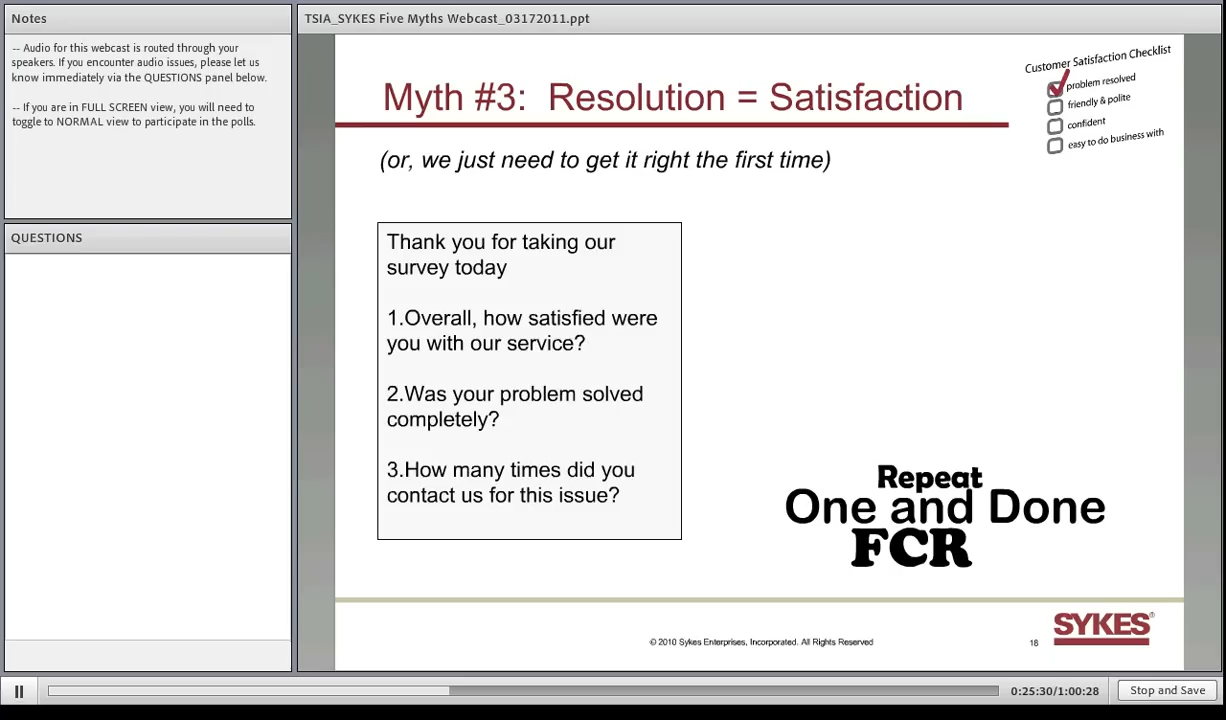 Notes
-- Audio for this webcast is routed through your
speakers. If you encounter audio issues, please let us
know immediately via the QUESTIONS panel below.
-- If you are in FULL SCREEN view, you will need to
toggle to NORMAL view to participate in the polls.
QUESTIONS
TSIA_SYKES Five Myths Webcast_03172011.ppt
Myth #3: Resolution = Satisfaction
Customer Satisfaction Checklist
problem resolved
friendly & polite
confident
easy to do business with
(or, we just need to get it right the first time)
Thank you for taking our
survey today
1.Overall, how satisfied were
you with our service?
2.Was your problem solved
completely?
3.How many times did you
contact us for this issue?
Repeat
One and Done
FCR
© 2010 Sykes Enterprises, Incorporated. All Rights Reserved
18
SYKES®
0:25:30/1:00:28
Stop and Save